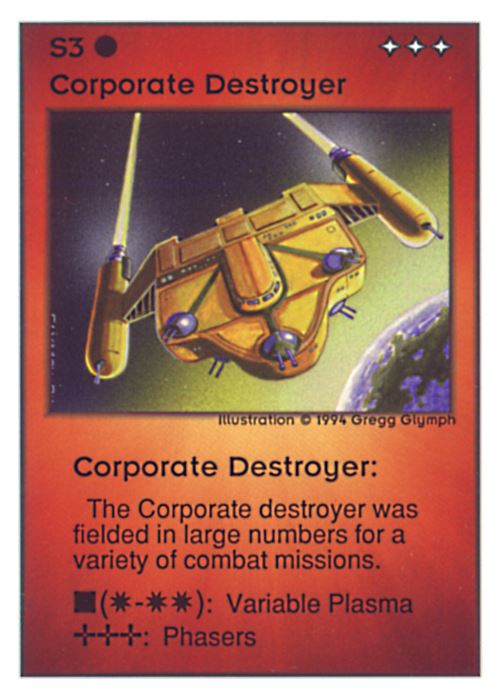 S3 ●
Corporate Destroyer
Illustration © 1994 Gregg Glymph
Corporate Destroyer:
The Corporate destroyer was
fielded in large numbers for a
variety of combat missions.
■(✷-✷✷): Variable Plasma
✛✛✛: Phasers